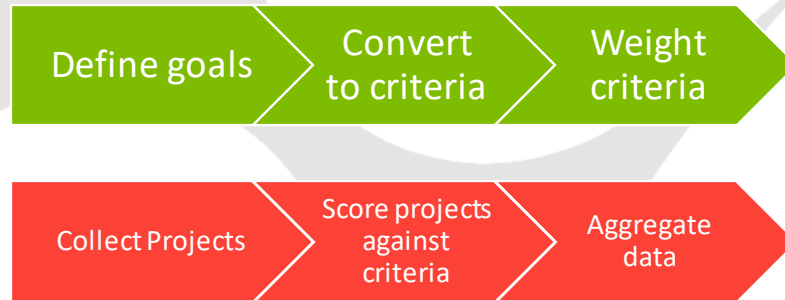 Define goals
Convert
to criteria
Weight
criteria
Collect Projects
Score projects
against
criteria
Aggregate
data